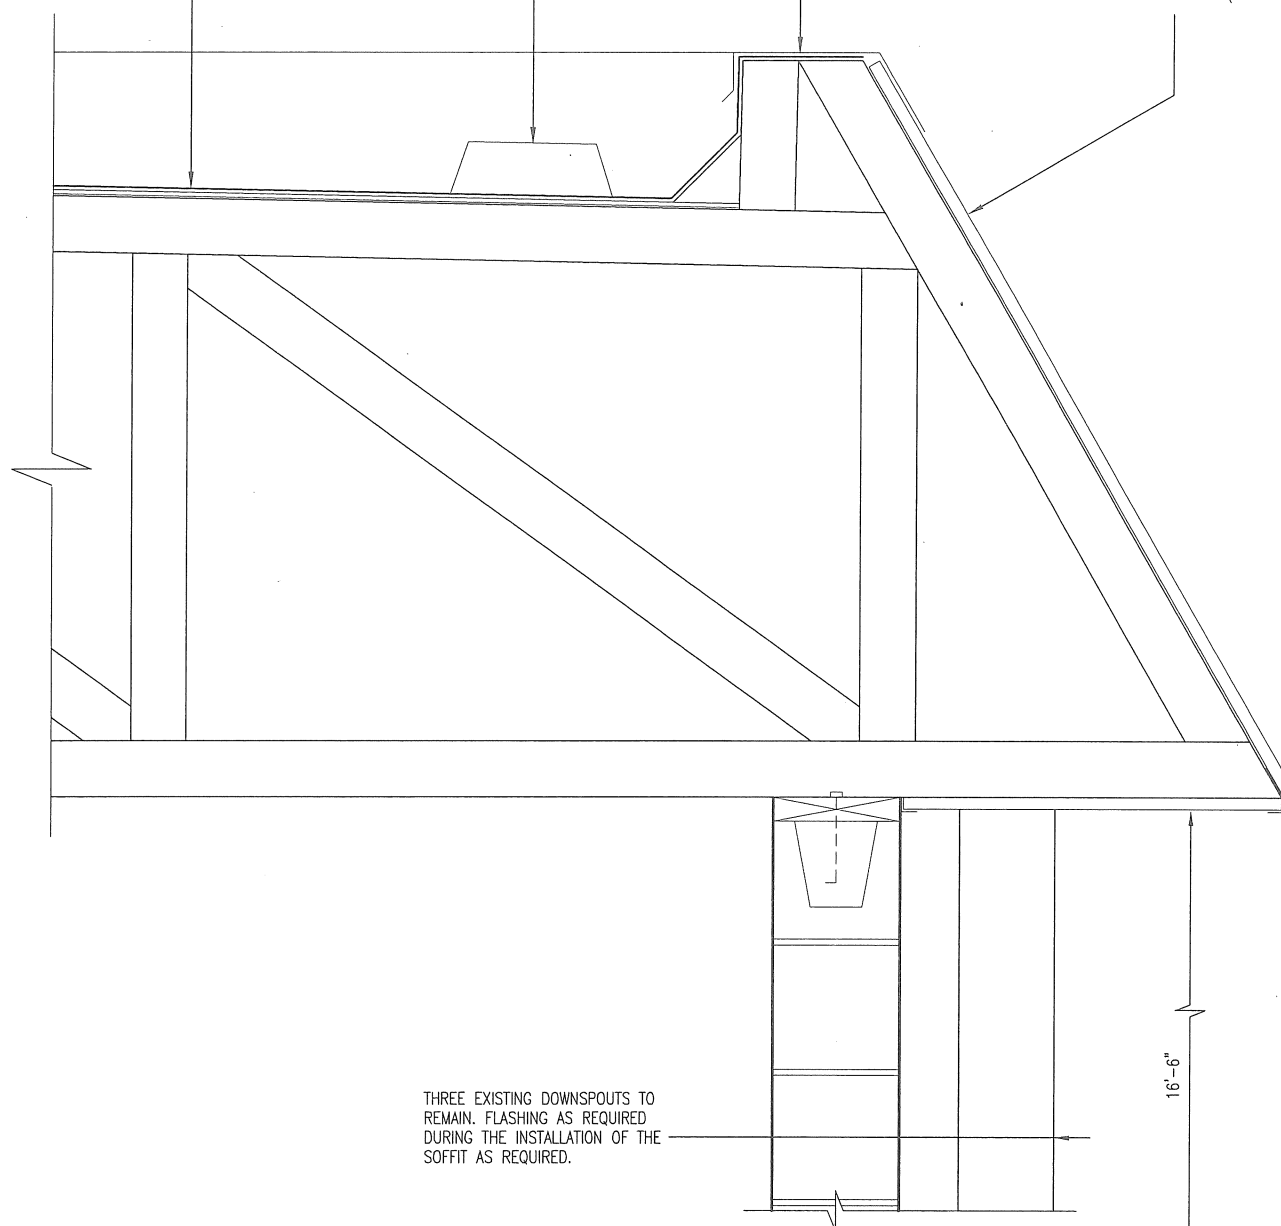 THREE EXISTING DOWNSPOUTS TO
REMAIN. FLASHING AS REQUIRED
DURING THE INSTALLATION OF THE
SOFFIT AS REQUIRED.
16'-6"